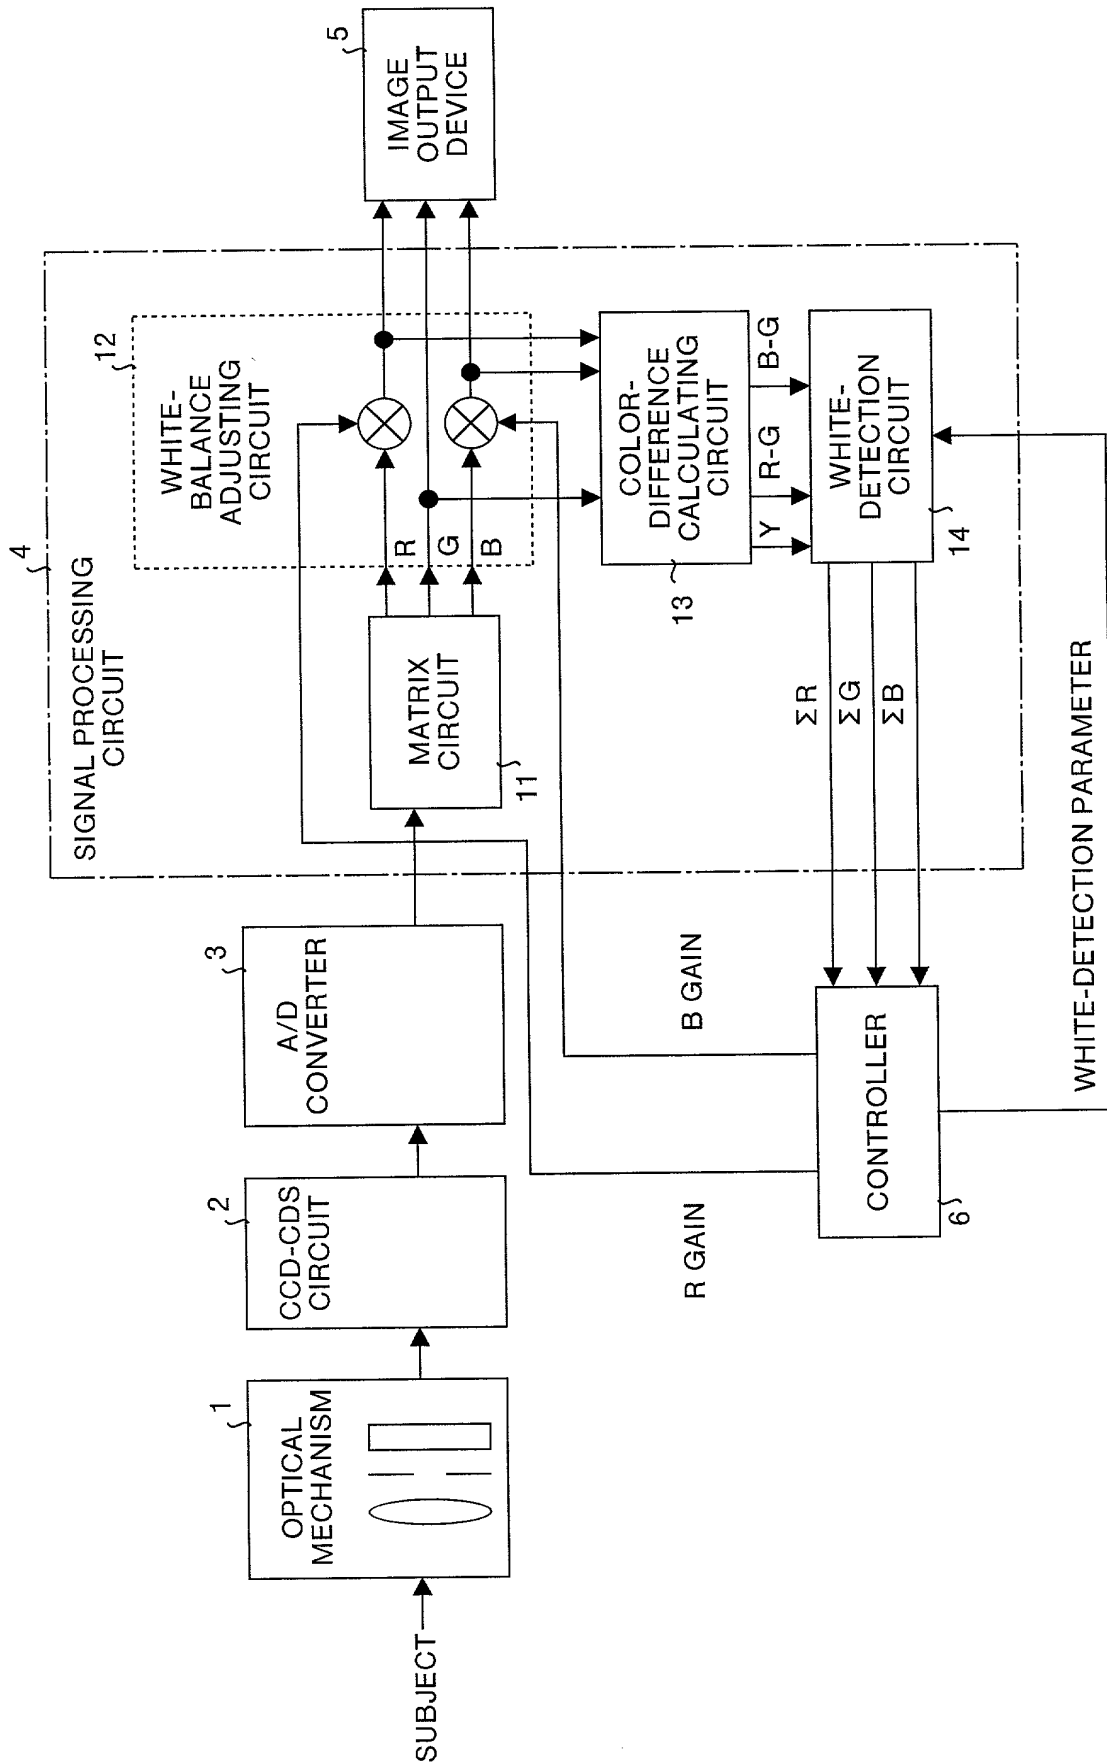 SUBJECT
1
OPTICAL
MECHANISM
2
CCD-CDS
CIRCUIT
3
A/D
CONVERTER
4
SIGNAL PROCESSING
CIRCUIT
MATRIX
CIRCUIT
11
12
WHITE-
BALANCE
ADJUSTING
CIRCUIT
R
G
B
5
IMAGE
OUTPUT
DEVICE
COLOR-
DIFFERENCE
CALCULATING
CIRCUIT
13
Y
R-G
B-G
WHITE-
DETECTION
CIRCUIT
14
ΣR
ΣG
ΣB
R GAIN
B GAIN
CONTROLLER
6
WHITE-DETECTION PARAMETER